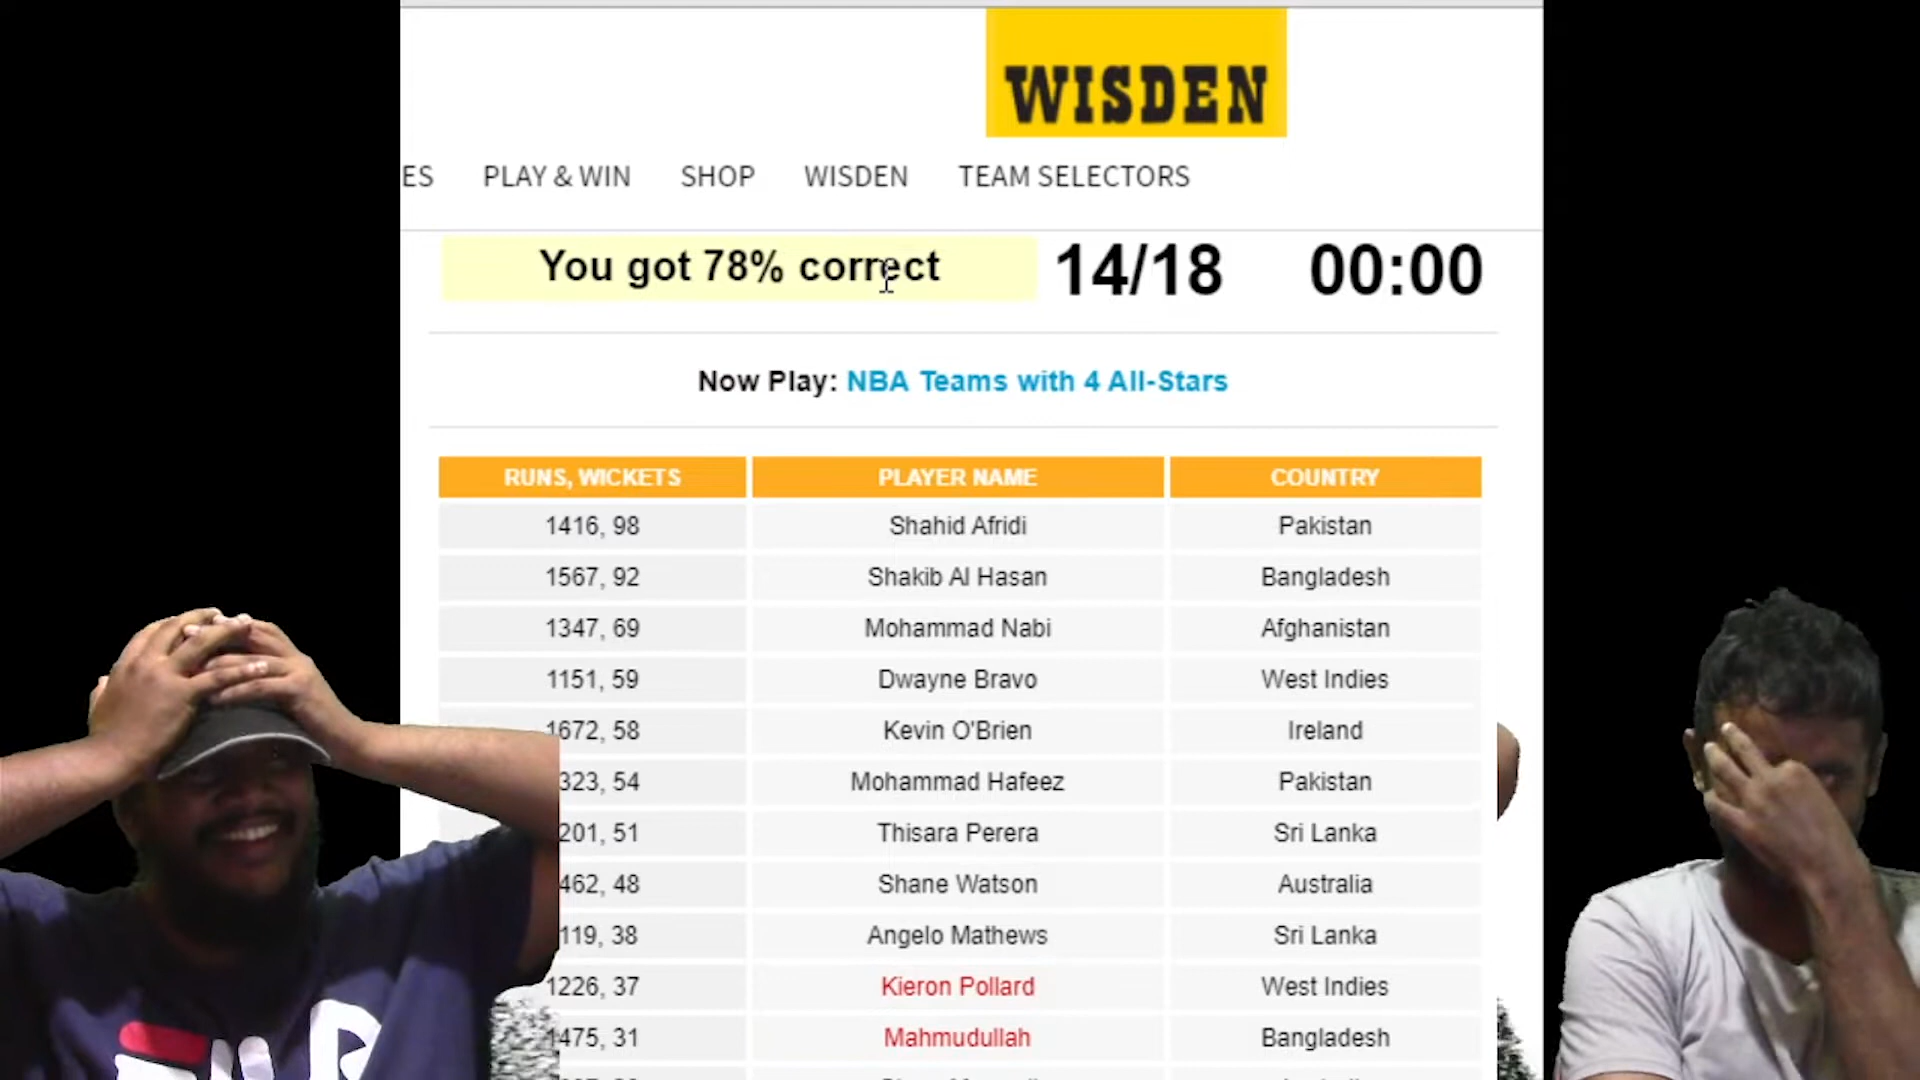 WISDEN
ES PLAY & WIN SHOP WISDEN TEAM SELECTORS
You got 78% correct 14/18 00:00
Now Play: NBA Teams with 4 All-Stars
RUNS, WICKETS PLAYER NAME COUNTRY
1416, 98 Shahid Afridi Pakistan
1567, 92 Shakib Al Hasan Bangladesh
1347, 69 Mohammad Nabi Afghanistan
1151, 59 Dwayne Bravo West Indies
1672, 58 Kevin O'Brien Ireland
323, 54 Mohammad Hafeez Pakistan
201, 51 Thisara Perera Sri Lanka
462, 48 Shane Watson Australia
119, 38 Angelo Mathews Sri Lanka
1226, 37 Kieron Pollard West Indies
1475, 31 Mahmudullah Bangladesh